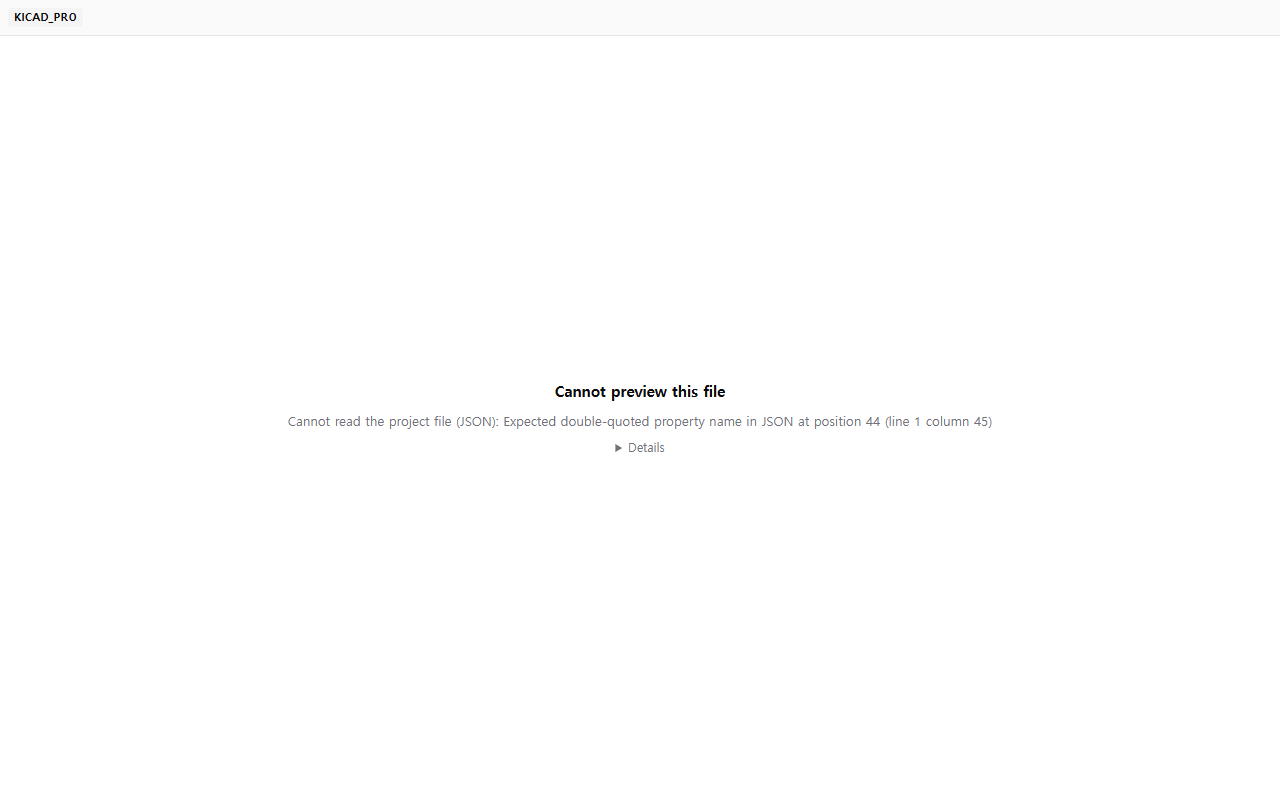 KICAD_PRO
Cannot preview this file
Cannot read the project file (JSON): Expected double-quoted property name in JSON at position 44 (line 1 column 45)
▶ Details